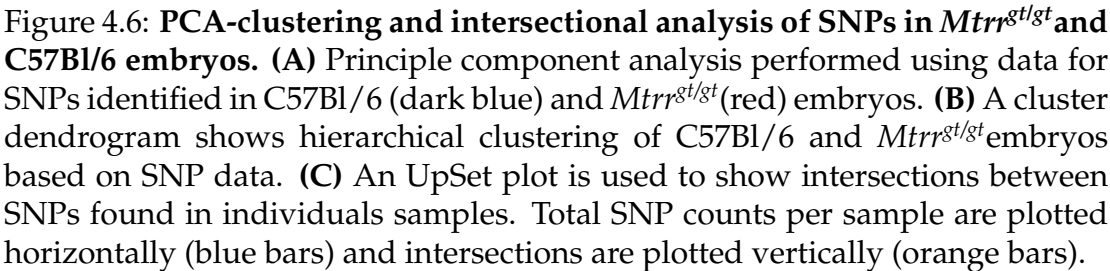 Figure 4.6: PCA-clustering and intersectional analysis of SNPs in Mtrrgt/gtand
C57Bl/6 embryos. (A) Principle component analysis performed using data for
SNPs identified in C57Bl/6 (dark blue) and Mtrrgt/gt(red) embryos. (B) A cluster
dendrogram shows hierarchical clustering of C57Bl/6 and Mtrrgt/gtembryos
based on SNP data. (C) An UpSet plot is used to show intersections between
SNPs found in individuals samples. Total SNP counts per sample are plotted
horizontally (blue bars) and intersections are plotted vertically (orange bars).